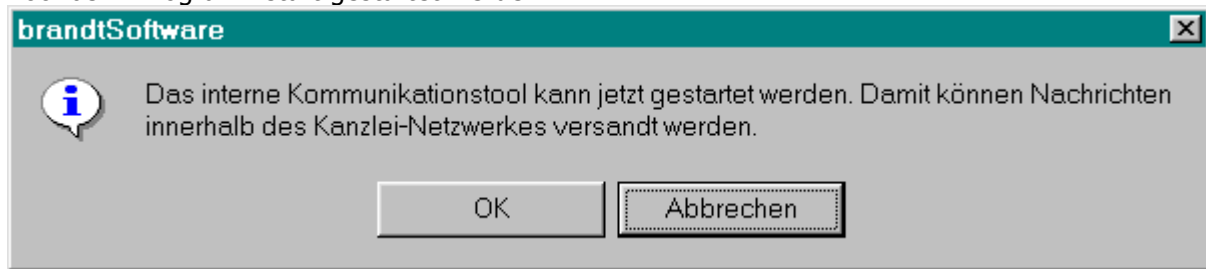 brandtSoftware
Das interne Kommunikationstool kann jetzt gestartet werden. Damit können Nachrichten
innerhalb des Kanzlei-Netzwerkes versandt werden.
OK
Abbrechen